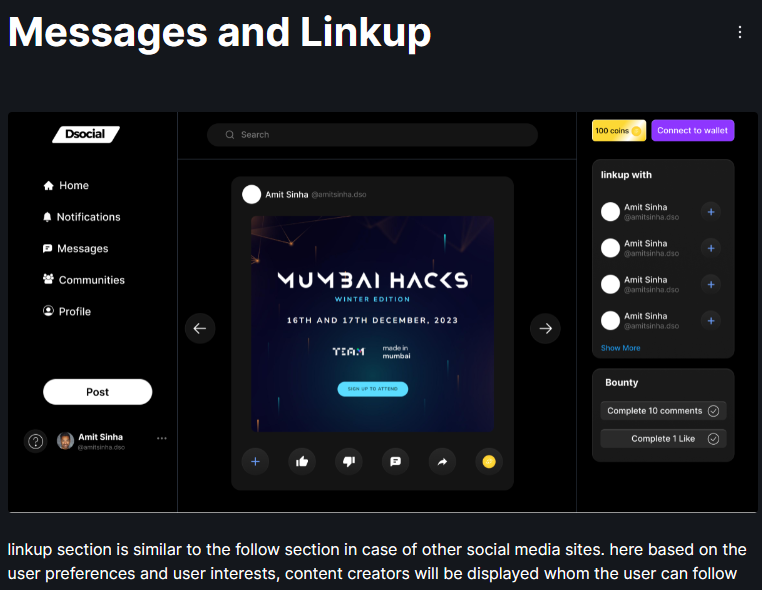 Messages and Linkup
Dsocial
Home
Notifications
Messages
Communities
Profile
Post
Amit Sinha
@amitsinha.dso
Search
Amit Sinha @amitsinha.dso
MUMBAI HACKS
WINTER EDITION
16TH AND 17TH DECEMBER, 2023
TEAM
made in
mumbai
SIGN UP TO ATTEND
100 coins
Connect to wallet
linkup with
Amit Sinha
@amitsinha.dso
Amit Sinha
@amitsinha.dso
Amit Sinha
@amitsinha.dso
Amit Sinha
@amitsinha.dso
Show More
Bounty
Complete 10 comments
Complete 1 Like
linkup section is similar to the follow section in case of other social media sites. here based on the
user preferences and user interests, content creators will be displayed whom the user can follow